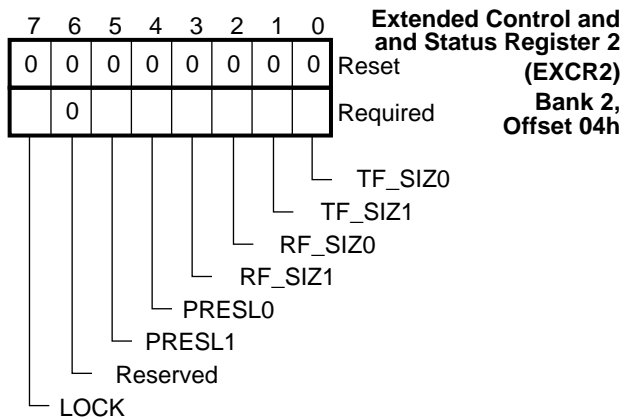 7 6 5 4 3 2 1 0
Extended Control and
and Status Register 2
(EXCR2)
Bank 2,
Offset 04h
0 0 0 0 0 0 0 0 Reset
0 Required
TF_SIZ0
TF_SIZ1
RF_SIZ0
RF_SIZ1
PRESL0
PRESL1
Reserved
LOCK